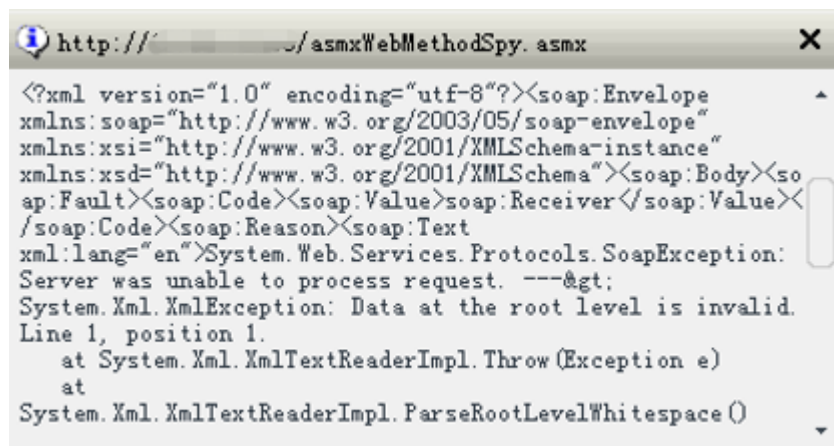 http:// /asmxWebMethodSpy.asmx
<?xml version="1.0" encoding="utf-8"?><soap:Envelope
xmlns:soap="http://www.w3.org/2003/05/soap-envelope"
xmlns:xsi="http://www.w3.org/2001/XMLSchema-instance"
xmlns:xsd="http://www.w3.org/2001/XMLSchema"><soap:Body><so
ap:Fault><soap:Code><soap:Value>soap:Receiver</soap:Value><
/soap:Code><soap:Reason><soap:Text
xml:lang="en">System.Web.Services.Protocols.SoapException:
Server was unable to process request. ---&gt;
System.Xml.XmlException: Data at the root level is invalid.
Line 1, position 1.
   at System.Xml.XmlTextReaderImpl.Throw(Exception e)
   at
System.Xml.XmlTextReaderImpl.ParseRootLevelWhitespace()